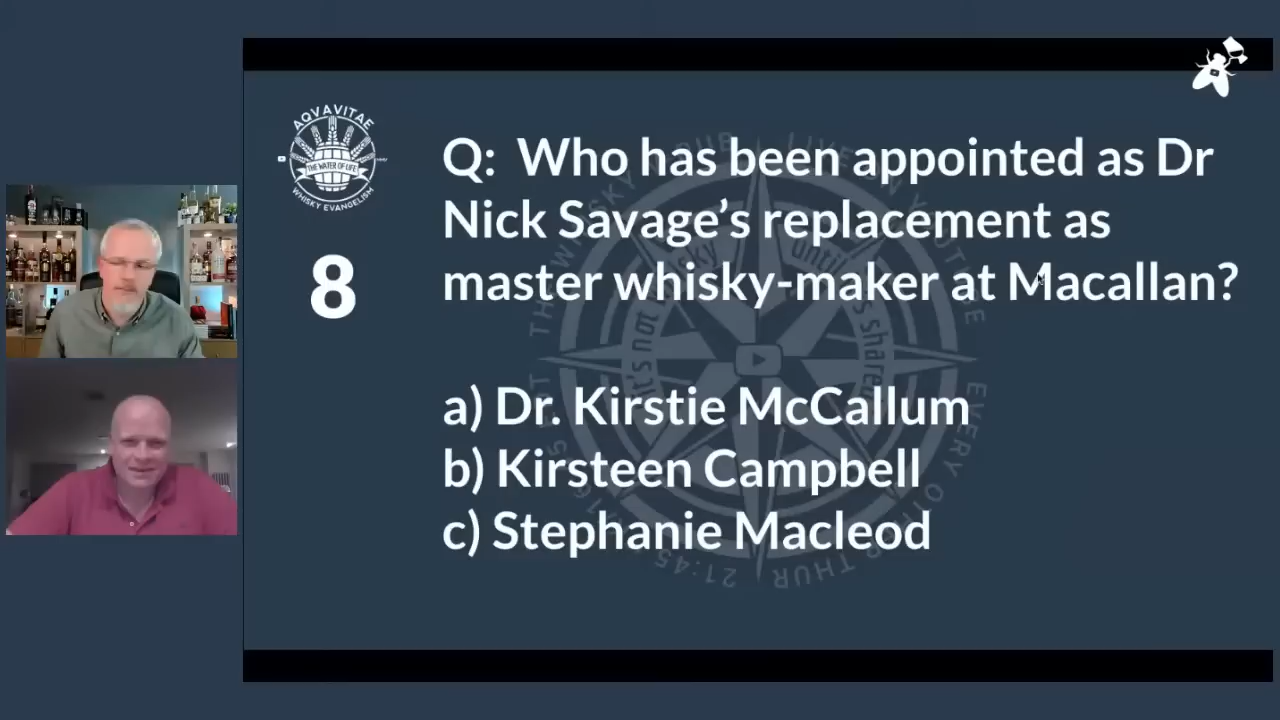 AQVAVITAE
THE WATER OF LIFE
WHISKY EVANGELISM
8
Q: Who has been appointed as Dr
Nick Savage’s replacement as
master whisky-maker at Macallan?
a) Dr. Kirstie McCallum
b) Kirsteen Campbell
c) Stephanie Macleod